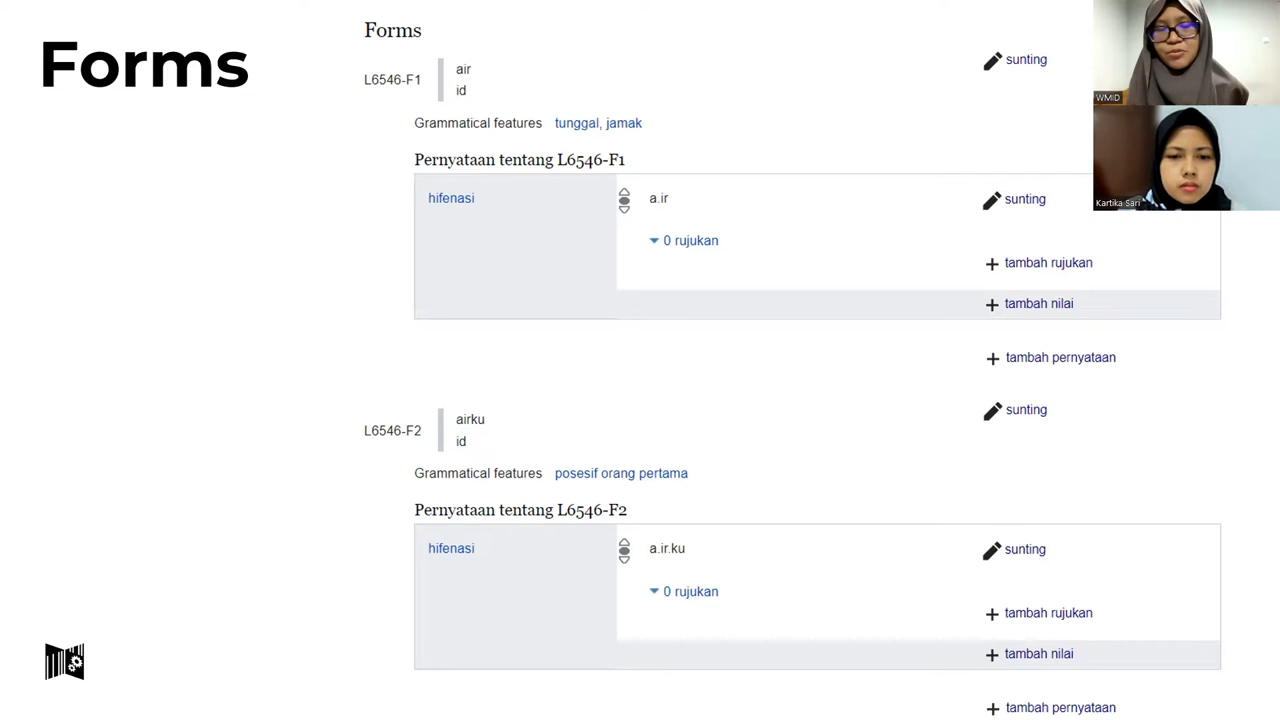 Forms
Forms
L6546-F1
air
id
sunting
Grammatical features tunggal, jamak
Pernyataan tentang L6546-F1
hifenasi
a.ir
sunting
0 rujukan
tambah rujukan
tambah nilai
tambah pernyataan
L6546-F2
airku
id
sunting
Grammatical features posesif orang pertama
Pernyataan tentang L6546-F2
hifenasi
a.ir.ku
sunting
0 rujukan
tambah rujukan
tambah nilai
tambah pernyataan
WMID
Kartika Sari